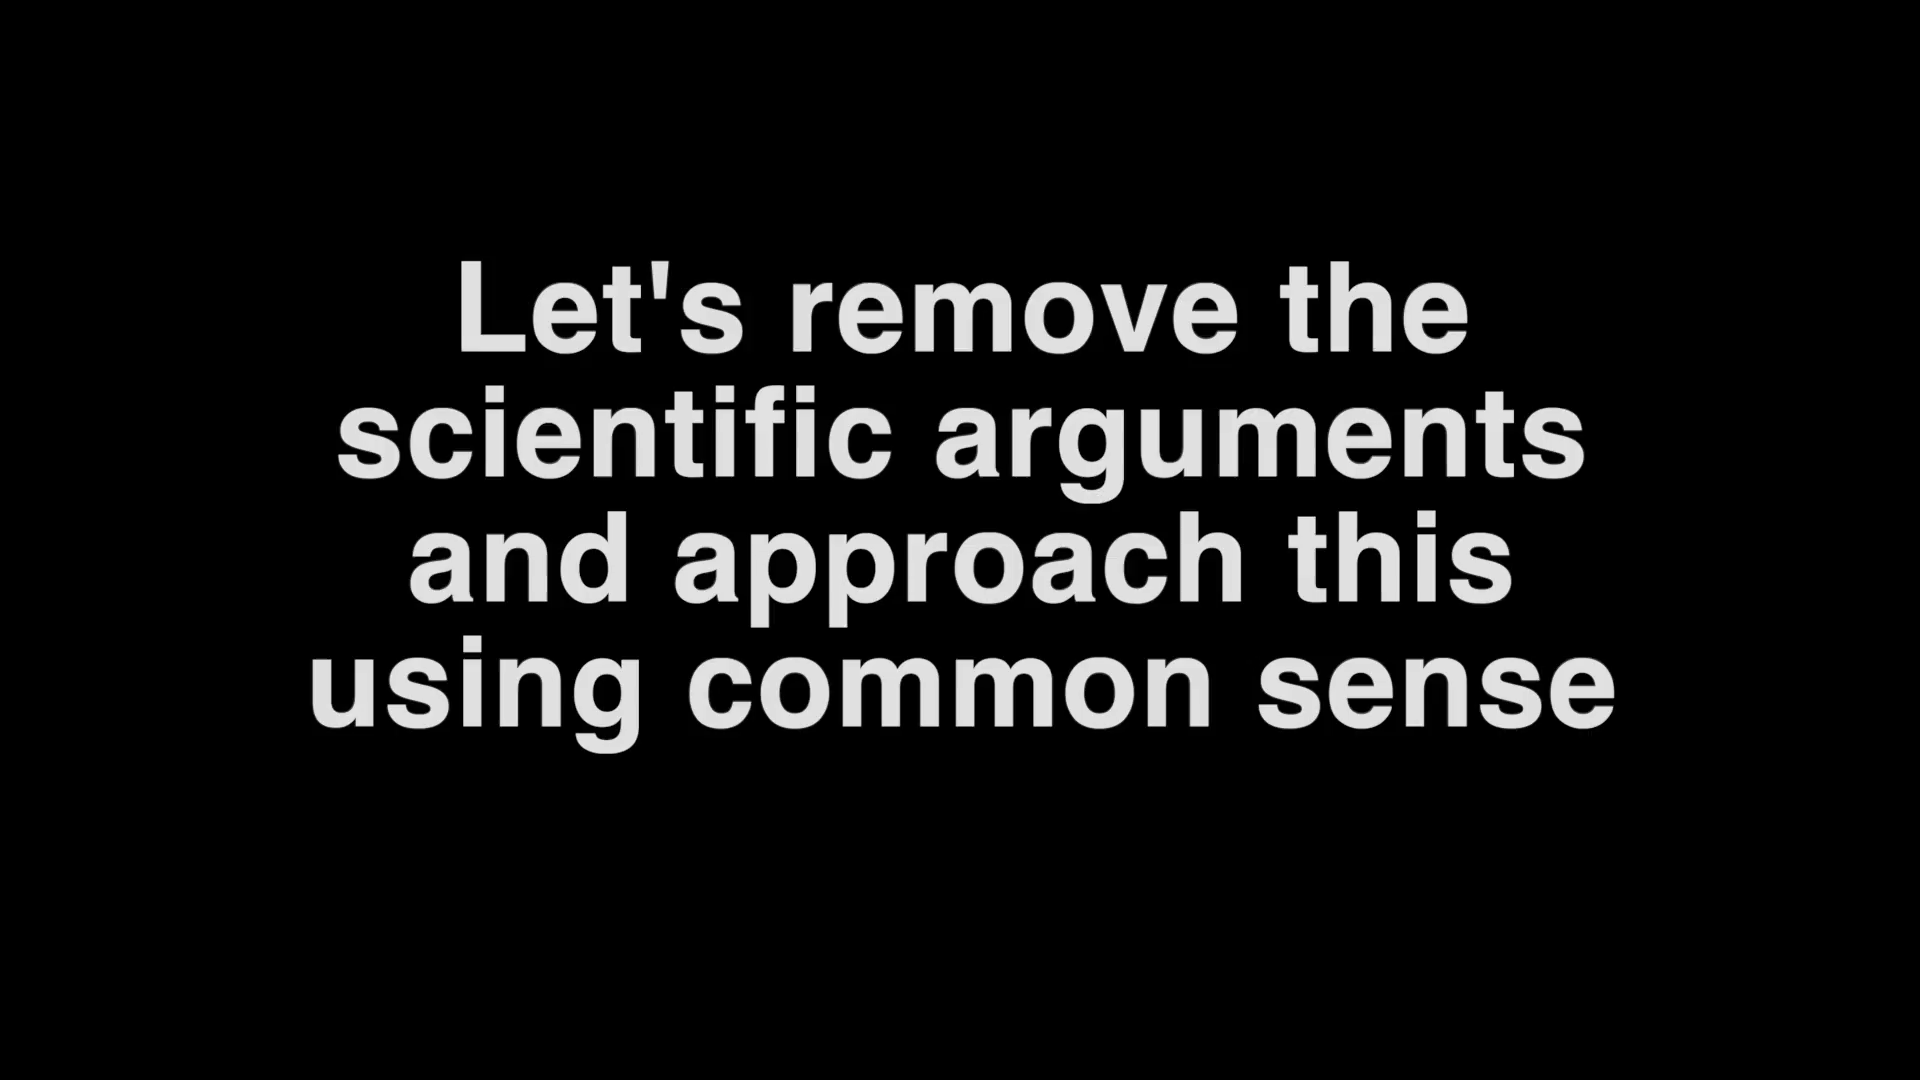 Let's remove the
scientific arguments
and approach this
using common sense